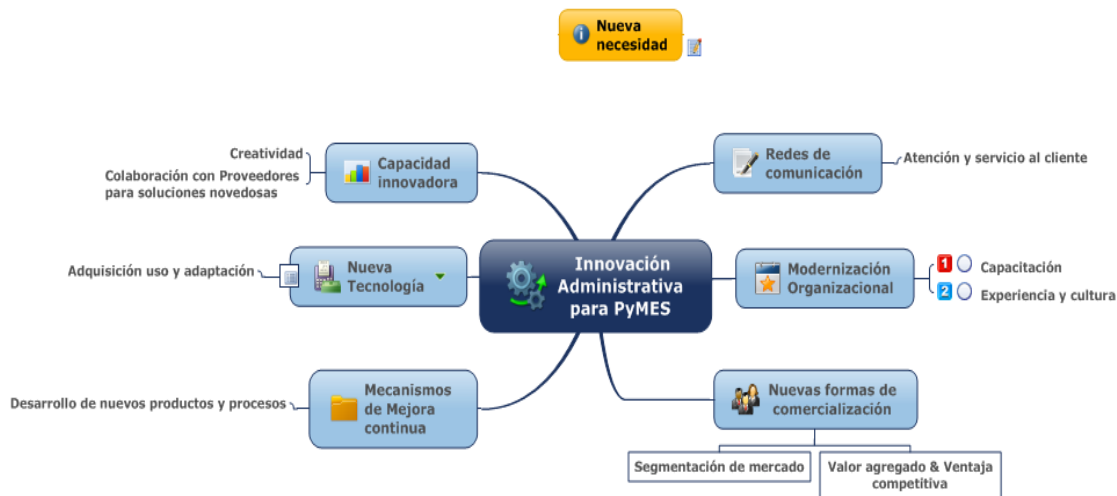 Nueva
necesidad
Creatividad
Colaboración con Proveedores
para soluciones novedosas
Capacidad
innovadora
Redes de
comunicación
Atención y servicio al cliente
Adquisición uso y adaptación
Nueva
Tecnología
Innovación
Administrativa
para PyMES
Modernización
Organizacional
1 Capacitación
2 Experiencia y cultura
Desarrollo de nuevos productos y procesos
Mecanismos
de Mejora
continua
Nuevas formas de
comercialización
Segmentación de mercado
Valor agregado & Ventaja
competitiva